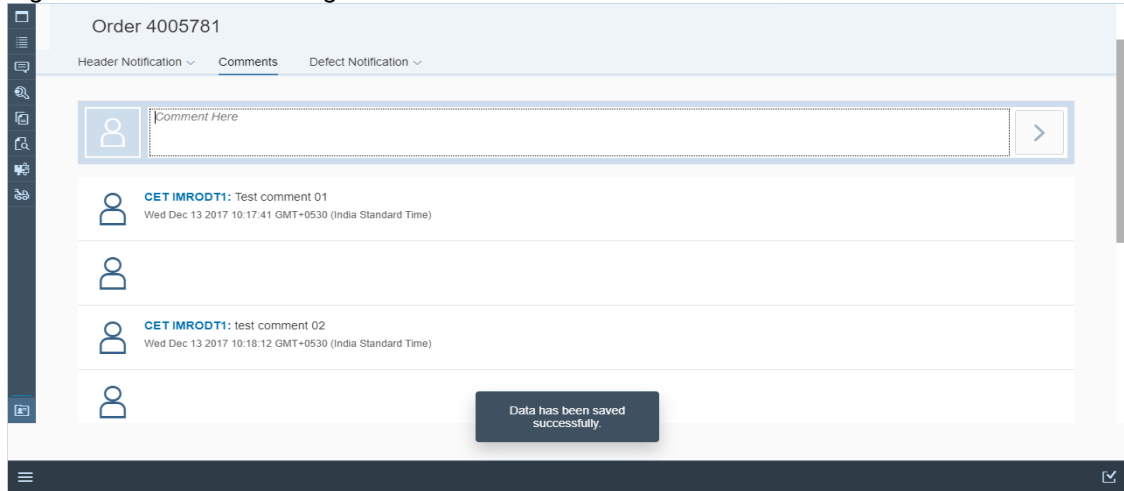 Order 4005781
Header Notification Comments Defect Notification
Comment Here
CET IMRODT1: Test comment 01
Wed Dec 13 2017 10:17:41 GMT+0530 (India Standard Time)
CET IMRODT1: test comment 02
Wed Dec 13 2017 10:18:12 GMT+0530 (India Standard Time)
Data has been saved
successfully.